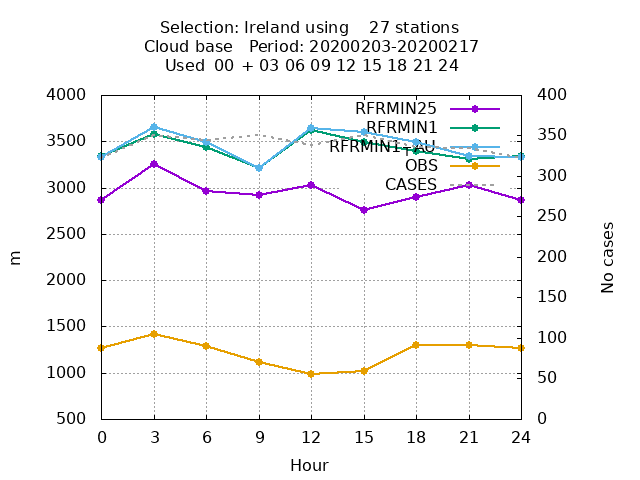 Selection: Ireland using 27 stations
Cloud base Period: 20200203-20200217
Used 00 + 03 06 09 12 15 18 21 24
4000
3500
3000
2500
2000
1500
1000
500
m
RFRMIN25
RFRMIN1
RFRMIN1+AU
OBS
CASES
400
350
300
250
200
150
100
50
0
No cases
0 3 6 9 12 15 18 21 24
Hour